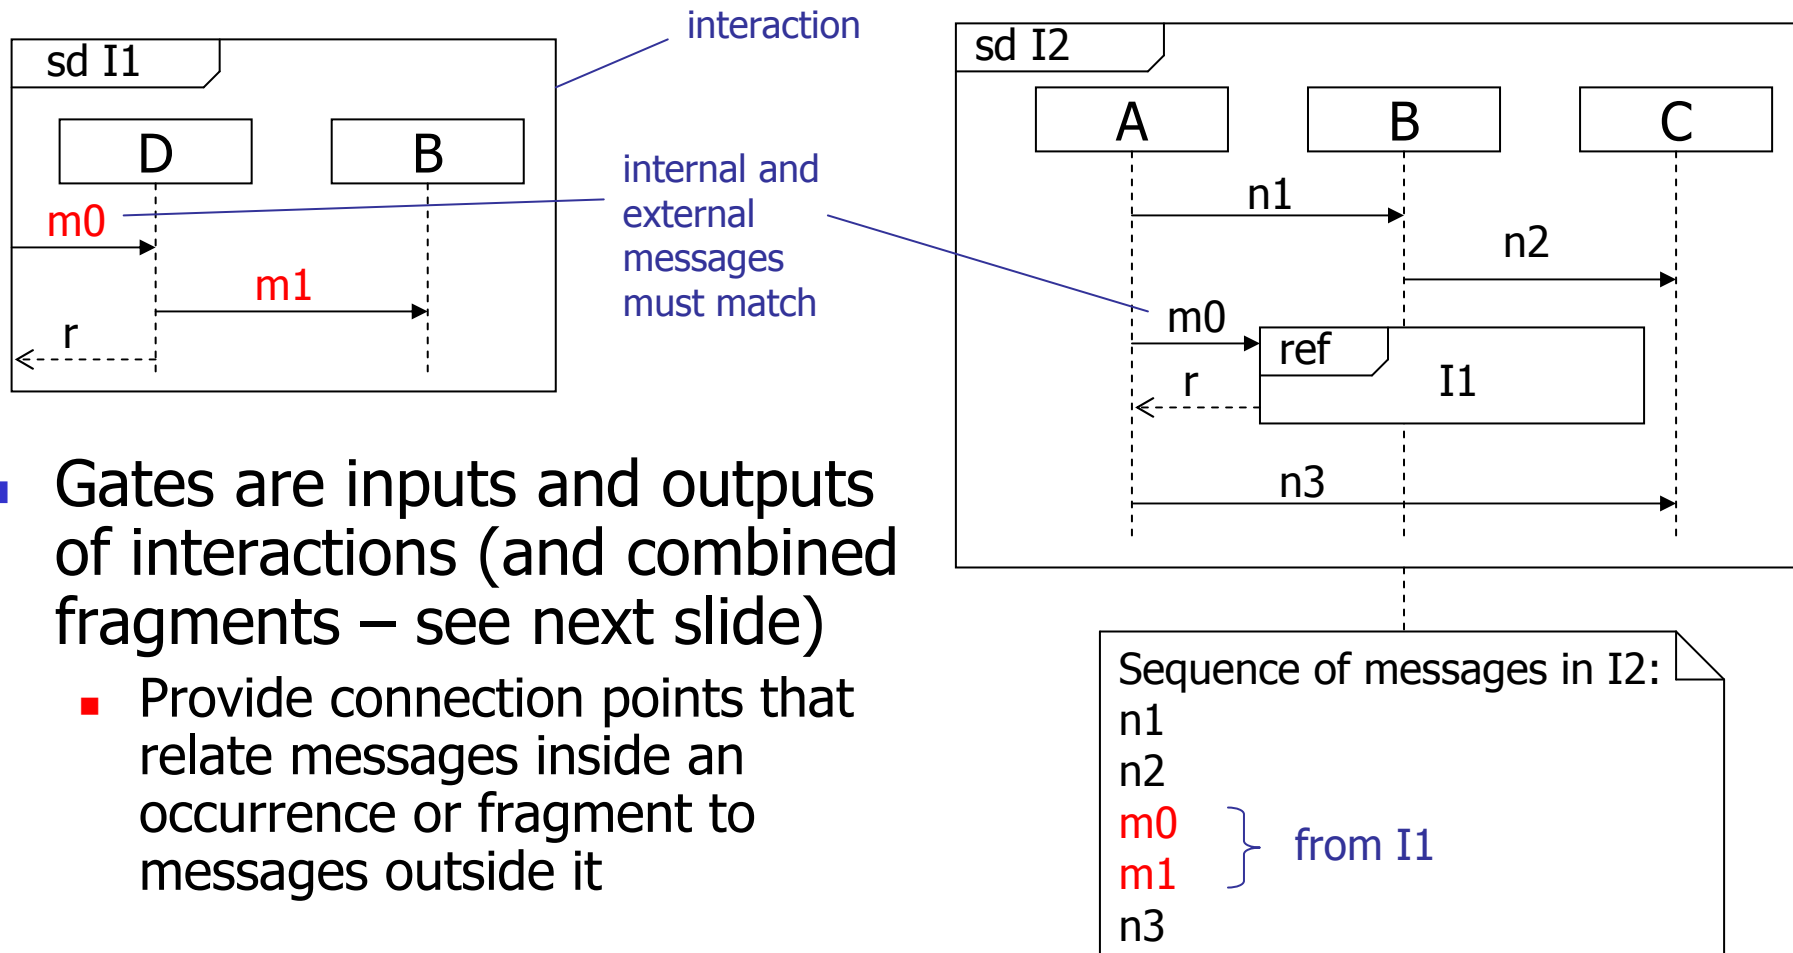 interaction
sd I1
D
B
m0
m1
r
internal and
external
messages
must match
sd I2
A
B
C
n1
n2
m0
ref
I1
r
n3
Gates are inputs and outputs
of interactions (and combined
fragments – see next slide)
Provide connection points that
relate messages inside an
occurrence or fragment to
messages outside it
Sequence of messages in I2:
n1
n2
m0
from I1
m1
n3